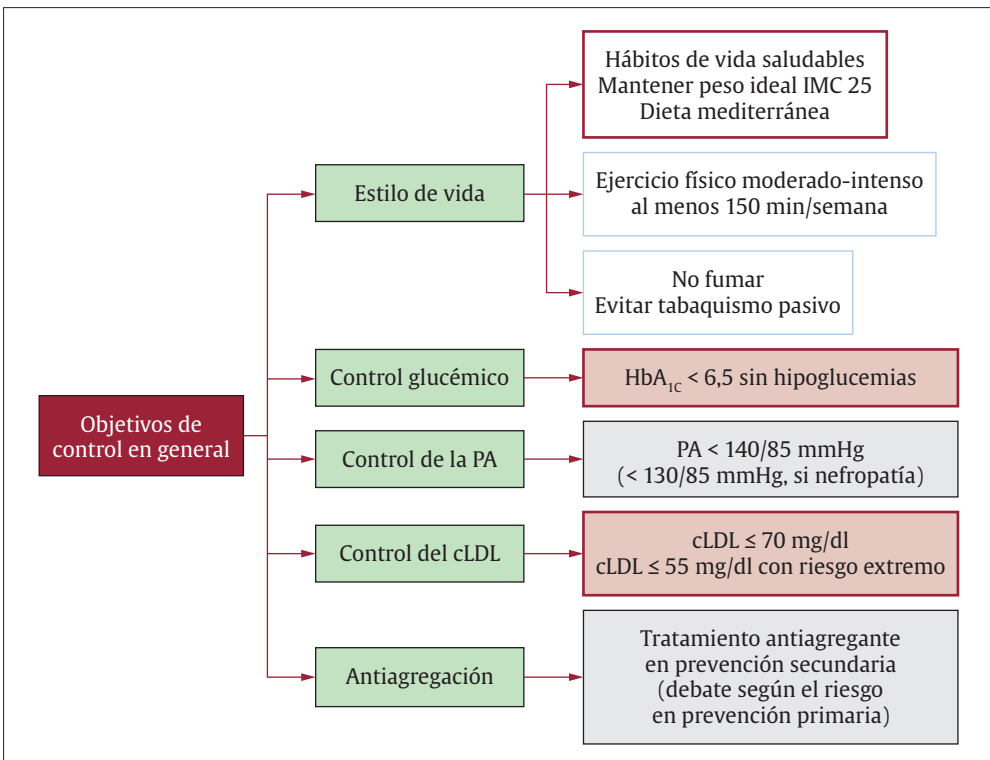 Objetivos de
control en general
Estilo de vida
Hábitos de vida saludables
Mantener peso ideal IMC 25
Dieta mediterránea
Ejercicio físico moderado-intenso
al menos 150 min/semana
No fumar
Evitar tabaquismo pasivo
Control glucémico
HbA1C < 6,5 sin hipoglucemias
Control de la PA
PA < 140/85 mmHg
(< 130/85 mmHg, si nefropatía)
Control del cLDL
cLDL ≤ 70 mg/dl
cLDL ≤ 55 mg/dl con riesgo extremo
Antiagregación
Tratamiento antiagregante
en prevención secundaria
(debate según el riesgo
en prevención primaria)